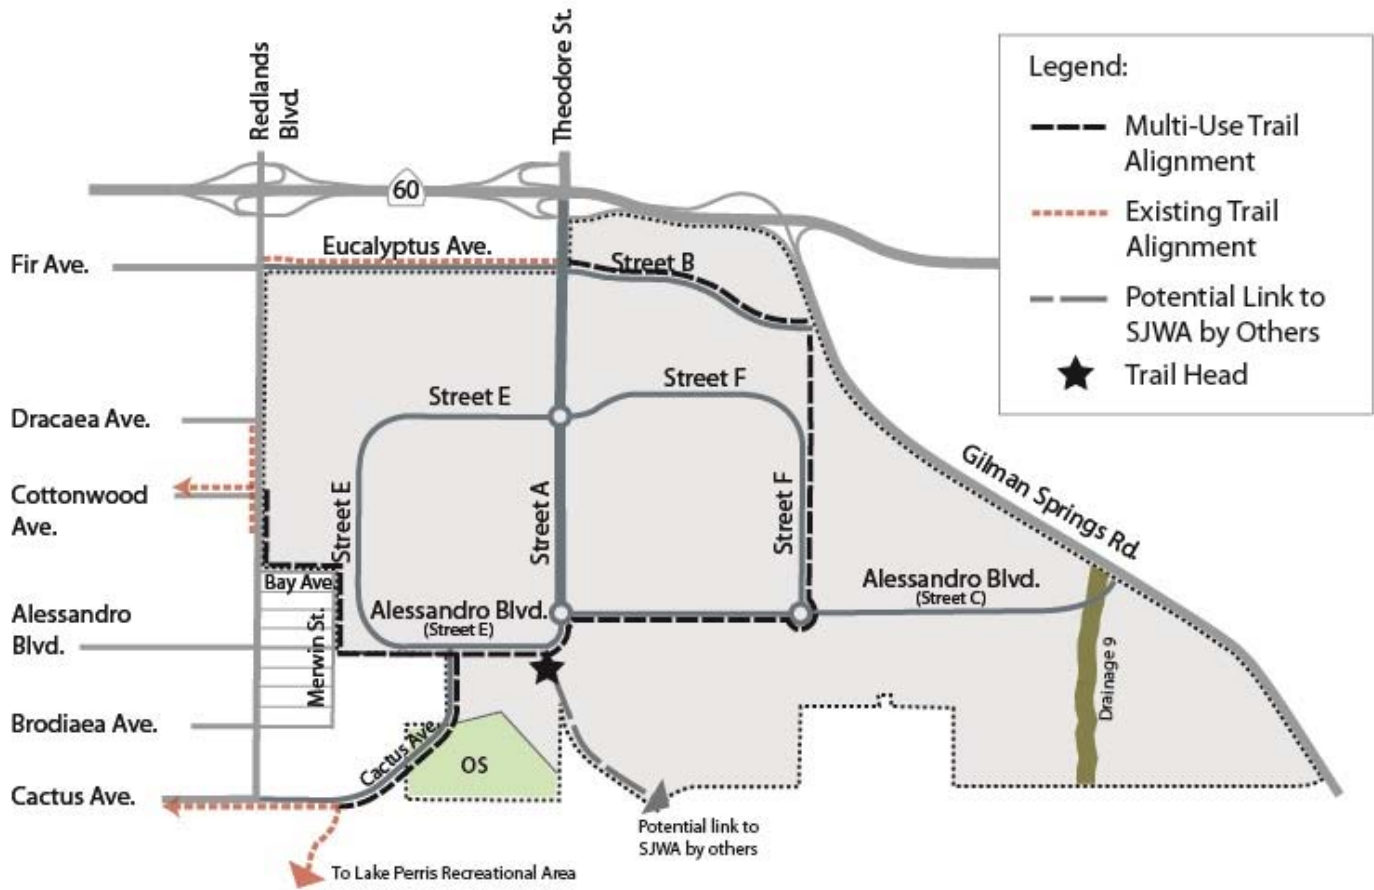 Redlands
Blvd.
Theodore St.
60
Legend:
Multi-Use Trail
Alignment
Existing Trail
Alignment
Potential Link to
SJWA by Others
Trail Head
Fir Ave.
Eucalyptus Ave.
Street B
Dracaea Ave.
Street E
Street F
Cottonwood
Ave.
Street E
Street A
Street F
Gilman Springs Rd.
Bay Ave.
Alessandro Blvd.
(Street C)
Alessandro
Blvd.
Merwin St.
Alessandro Blvd.
(Street E)
Drainage 9
Brodiaea Ave.
Cactus Ave.
OS
Cactus Ave.
Potential link to
SJWA by others
To Lake Perris Recreational Area